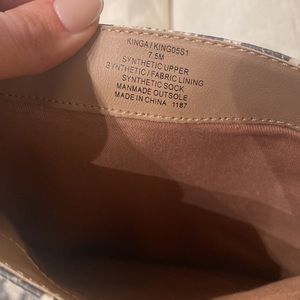 KINGA/KING05S1
7.5M
SYNTHETIC UPPER
SYNTHETIC/FABRIC LINING
SYNTHETIC SOCK
MANMADE OUTSOLE
MADE IN CHINA 1187